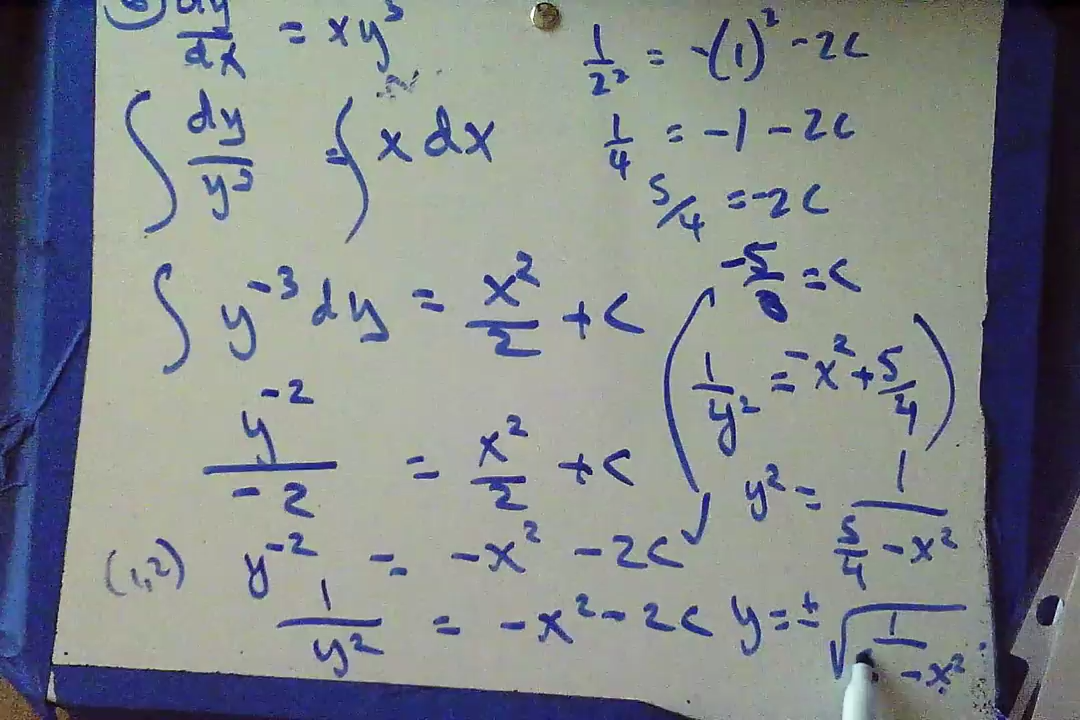 dy/dx = xy³
∫ dy/y³ = ∫ x dx
∫ y⁻³ dy = x²/2 + c
y⁻²/-2 = x²/2 + c
(1,2) y⁻² = -x² - 2c
1/y² = -x² - 2c
1/2² = -(1)² - 2c
1/4 = -1 - 2c
5/4 = -2c
-5/8 = c
(1/y² = -x² + 5/4)
y² = 1/(5/4 - x²)
y = ± √(1/( - x²))